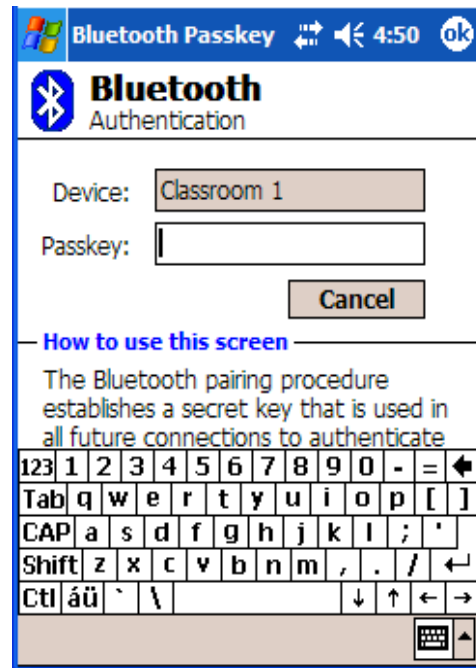 Bluetooth Passkey 4:50 ok
Bluetooth
Authentication
Device: Classroom 1
Passkey:
Cancel
How to use this screen
The Bluetooth pairing procedure
establishes a secret key that is used in
all future connections to authenticate
123 1 2 3 4 5 6 7 8 9 0 - =
Tab q w e r t y u i o p [ ]
CAP a s d f g h j k l ; '
Shift z x c v b n m , . /
Ctl áü ` \ ↓ ↑ ← →